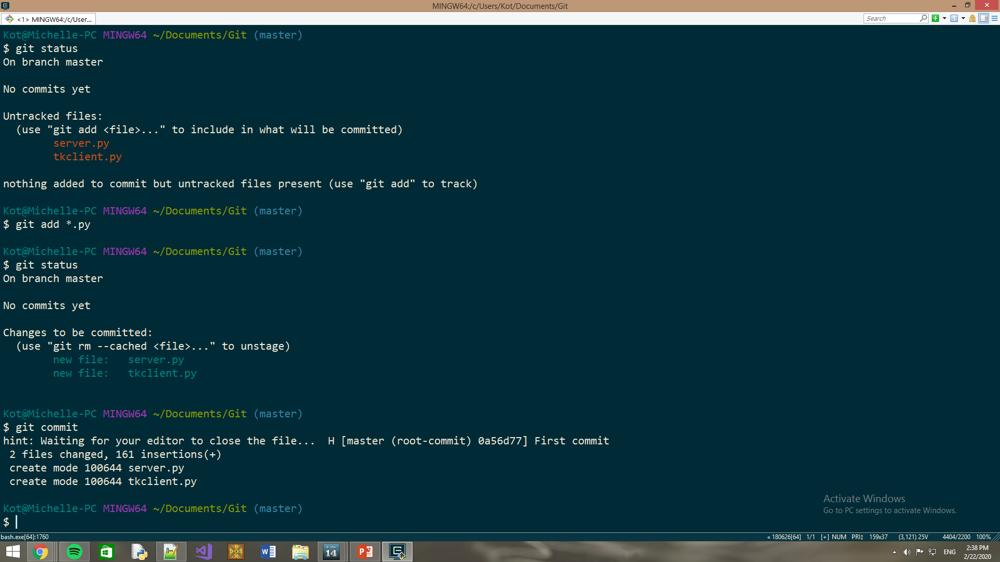 MINGW64:/c/Users/Kot/Documents/Git
<1> MINGW64:/c/User...
Search
Kot@Michelle-PC MINGW64 ~/Documents/Git (master)
$ git status
On branch master
No commits yet
Untracked files:
(use "git add <file>..." to include in what will be committed)
server.py
tkclient.py
nothing added to commit but untracked files present (use "git add" to track)
Kot@Michelle-PC MINGW64 ~/Documents/Git (master)
$ git add *.py
Kot@Michelle-PC MINGW64 ~/Documents/Git (master)
$ git status
On branch master
No commits yet
Changes to be committed:
(use "git rm --cached <file>..." to unstage)
new file:   server.py
new file:   tkclient.py
Kot@Michelle-PC MINGW64 ~/Documents/Git (master)
$ git commit
hint: Waiting for your editor to close the file...  H [master (root-commit) 0a56d77] First commit
2 files changed, 161 insertions(+)
create mode 100644 server.py
create mode 100644 tkclient.py
Kot@Michelle-PC MINGW64 ~/Documents/Git (master)
$
Activate Windows
Go to PC settings to activate Windows.
bash.exe[64]:1760
« 180626[64] 1/1 [+] NUM PRI↕ 159x37 (3,121) 25V 4404/2200 100%
14
ENG
2:38 PM
2/22/2020